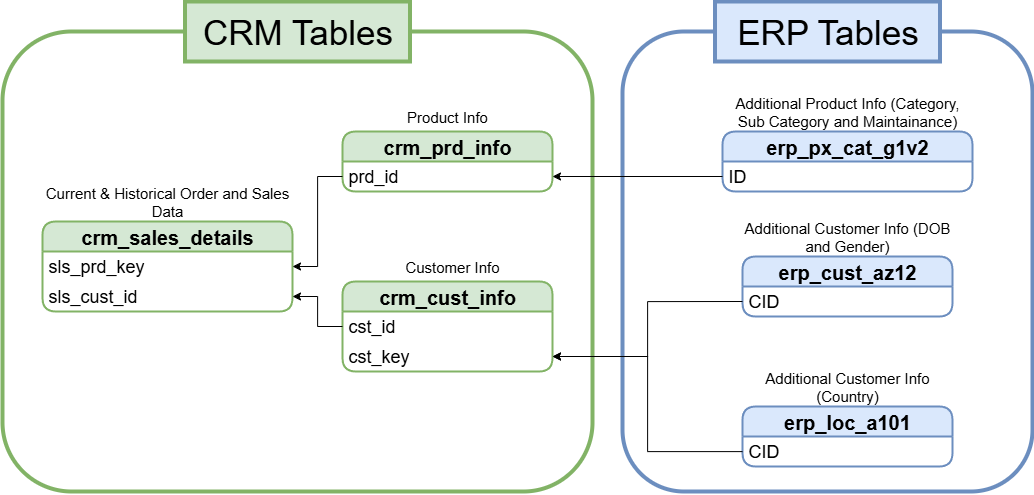 CRM Tables
ERP Tables
Product Info
crm_prd_info
prd_id
Current & Historical Order and Sales
Data
crm_sales_details
sls_prd_key
sls_cust_id
Customer Info
crm_cust_info
cst_id
cst_key
Additional Product Info (Category,
Sub Category and Maintainance)
erp_px_cat_g1v2
ID
Additional Customer Info (DOB
and Gender)
erp_cust_az12
CID
Additional Customer Info
(Country)
erp_loc_a101
CID